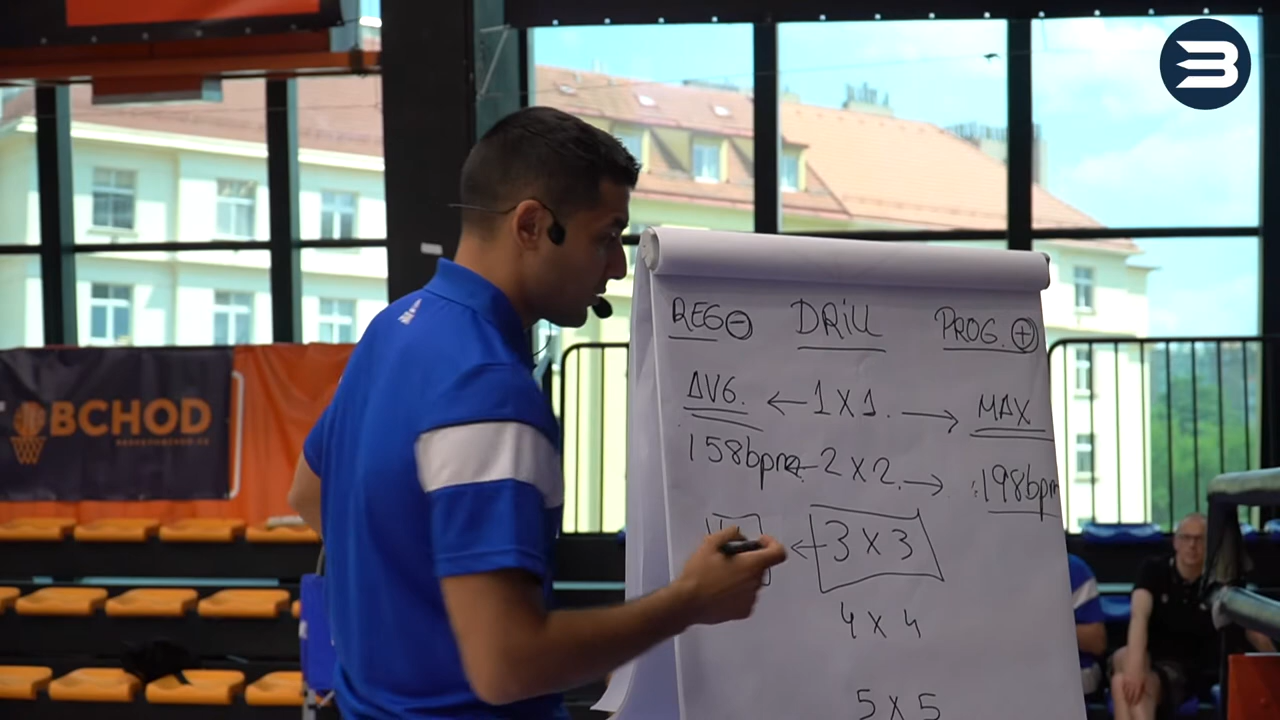 B
BCHOD
REG ⊖ DRILL PROG. ⊕
AVG. ← 1X1. → MAX
158bpm ← 2X2. → 198bpm
← 3X3
4X4
5X5